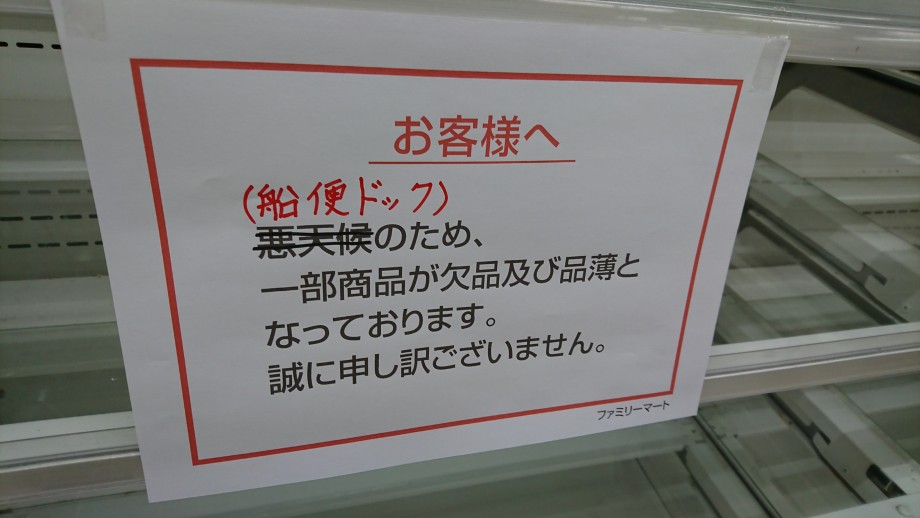 お客様へ
(船便ドック)
悪天候のため、
一部商品が欠品及び品薄と
なっております。
誠に申し訳ございません。
ファミリーマート